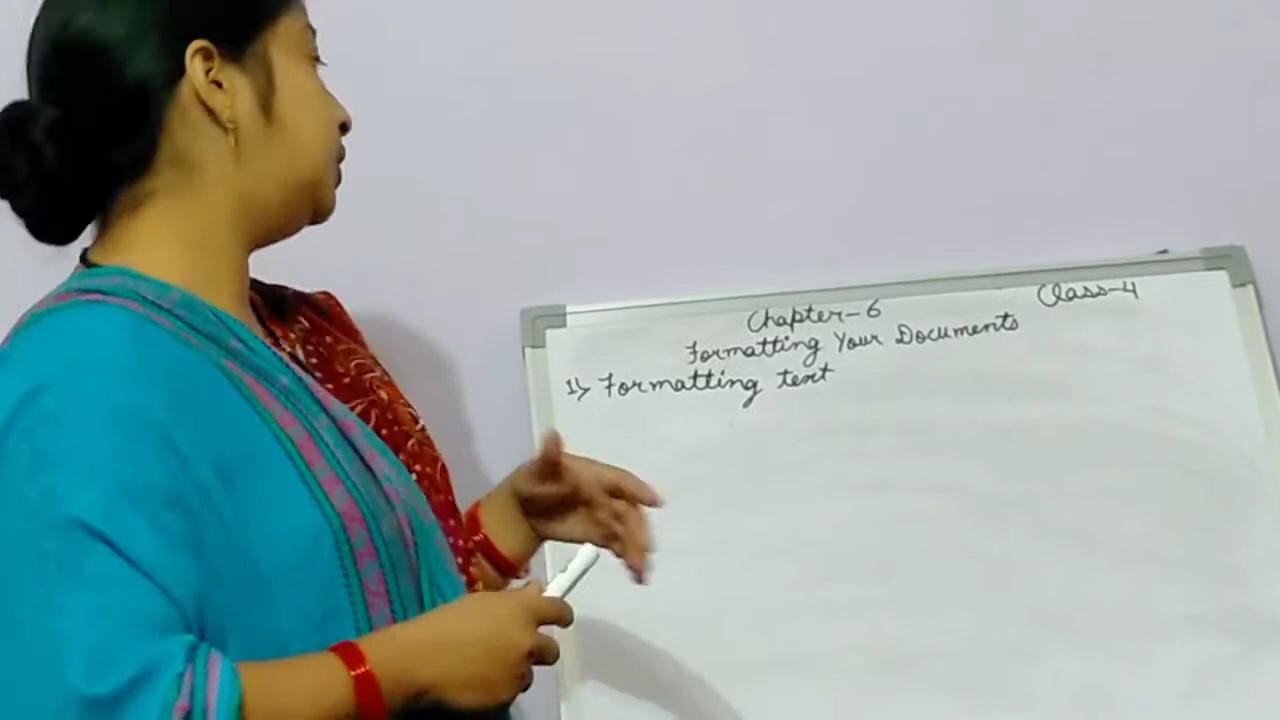 Class-4
Chapter-6
Formatting Your Documents
1> Formatting text